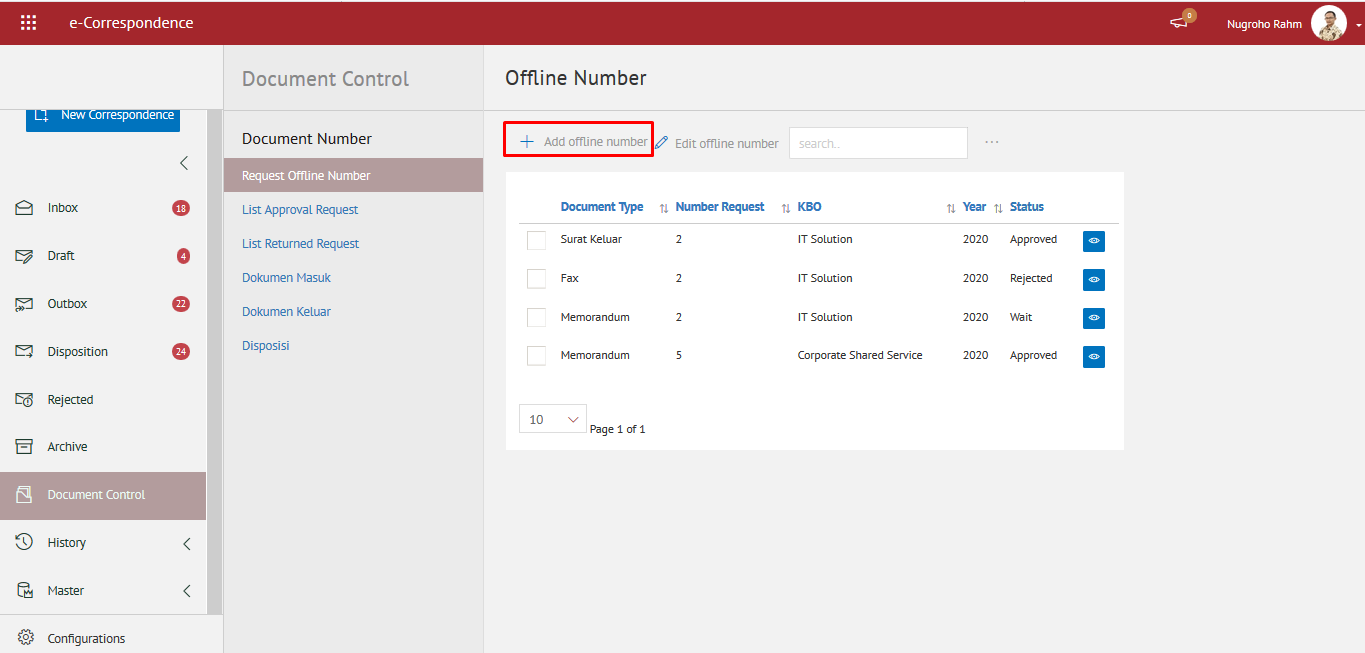 e-Correspondence
0
Nugroho Rahm
New Correspondence
Inbox 18
Draft 4
Outbox 22
Disposition 24
Rejected
Archive
Document Control
History
Master
Configurations
Document Control
Document Number
Request Offline Number
List Approval Request
List Returned Request
Dokumen Masuk
Dokumen Keluar
Disposisi
Offline Number
Add offline number Edit offline number search.. ...
Document Type Number Request KBO Year Status
Surat Keluar 2 IT Solution 2020 Approved
Fax 2 IT Solution 2020 Rejected
Memorandum 2 IT Solution 2020 Wait
Memorandum 5 Corporate Shared Service 2020 Approved
10 Page 1 of 1